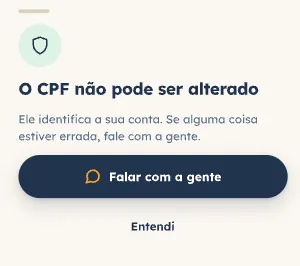 O CPF não pode ser alterado
Ele identifica a sua conta. Se alguma coisa
estiver errada, fale com a gente.
Falar com a gente
Entendi